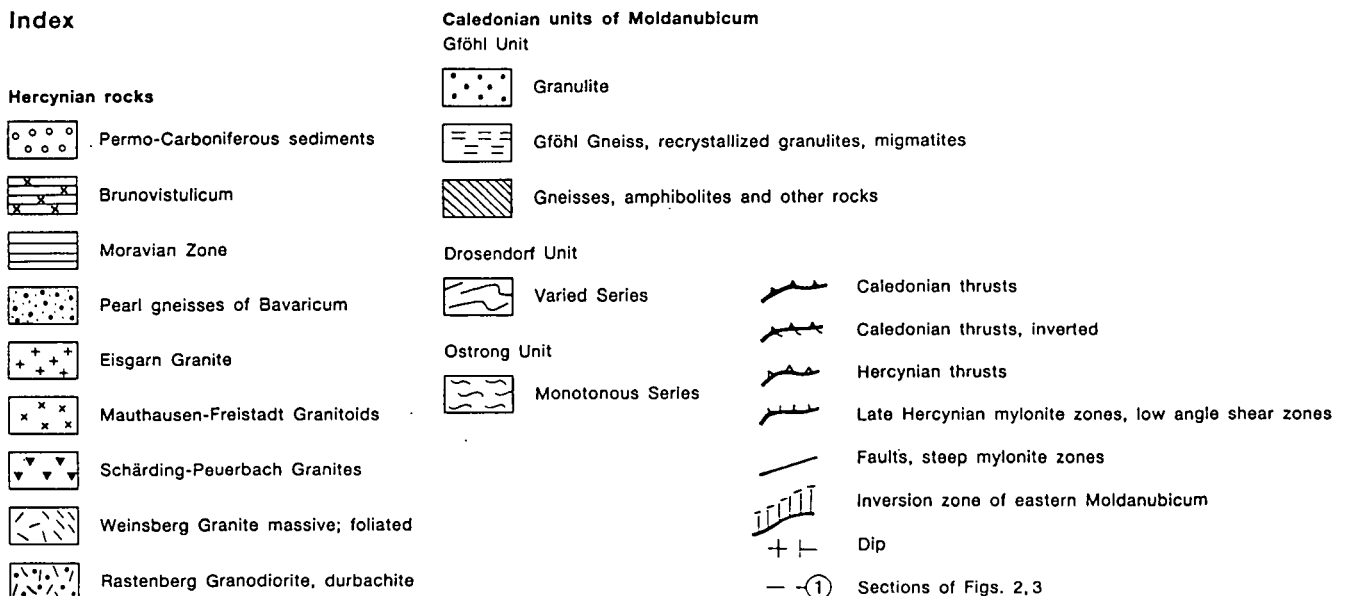 Index
Hercynian rocks
Permo-Carboniferous sediments
Brunovistulicum
Moravian Zone
Pearl gneisses of Bavaricum
Eisgarn Granite
Mauthausen-Freistadt Granitoids
Schärding-Peuerbach Granites
Weinsberg Granite massive; foliated
Rastenberg Granodiorite, durbachite
Caledonian units of Moldanubicum
Gföhl Unit
Granulite
Gföhl Gneiss, recrystallized granulites, migmatites
Gneisses, amphibolites and other rocks
Drosendorf Unit
Varied Series
Ostrong Unit
Monotonous Series
Caledonian thrusts
Caledonian thrusts, inverted
Hercynian thrusts
Late Hercynian mylonite zones, low angle shear zones
Faults, steep mylonite zones
Inversion zone of eastern Moldanubicum
Dip
1 Sections of Figs. 2,3